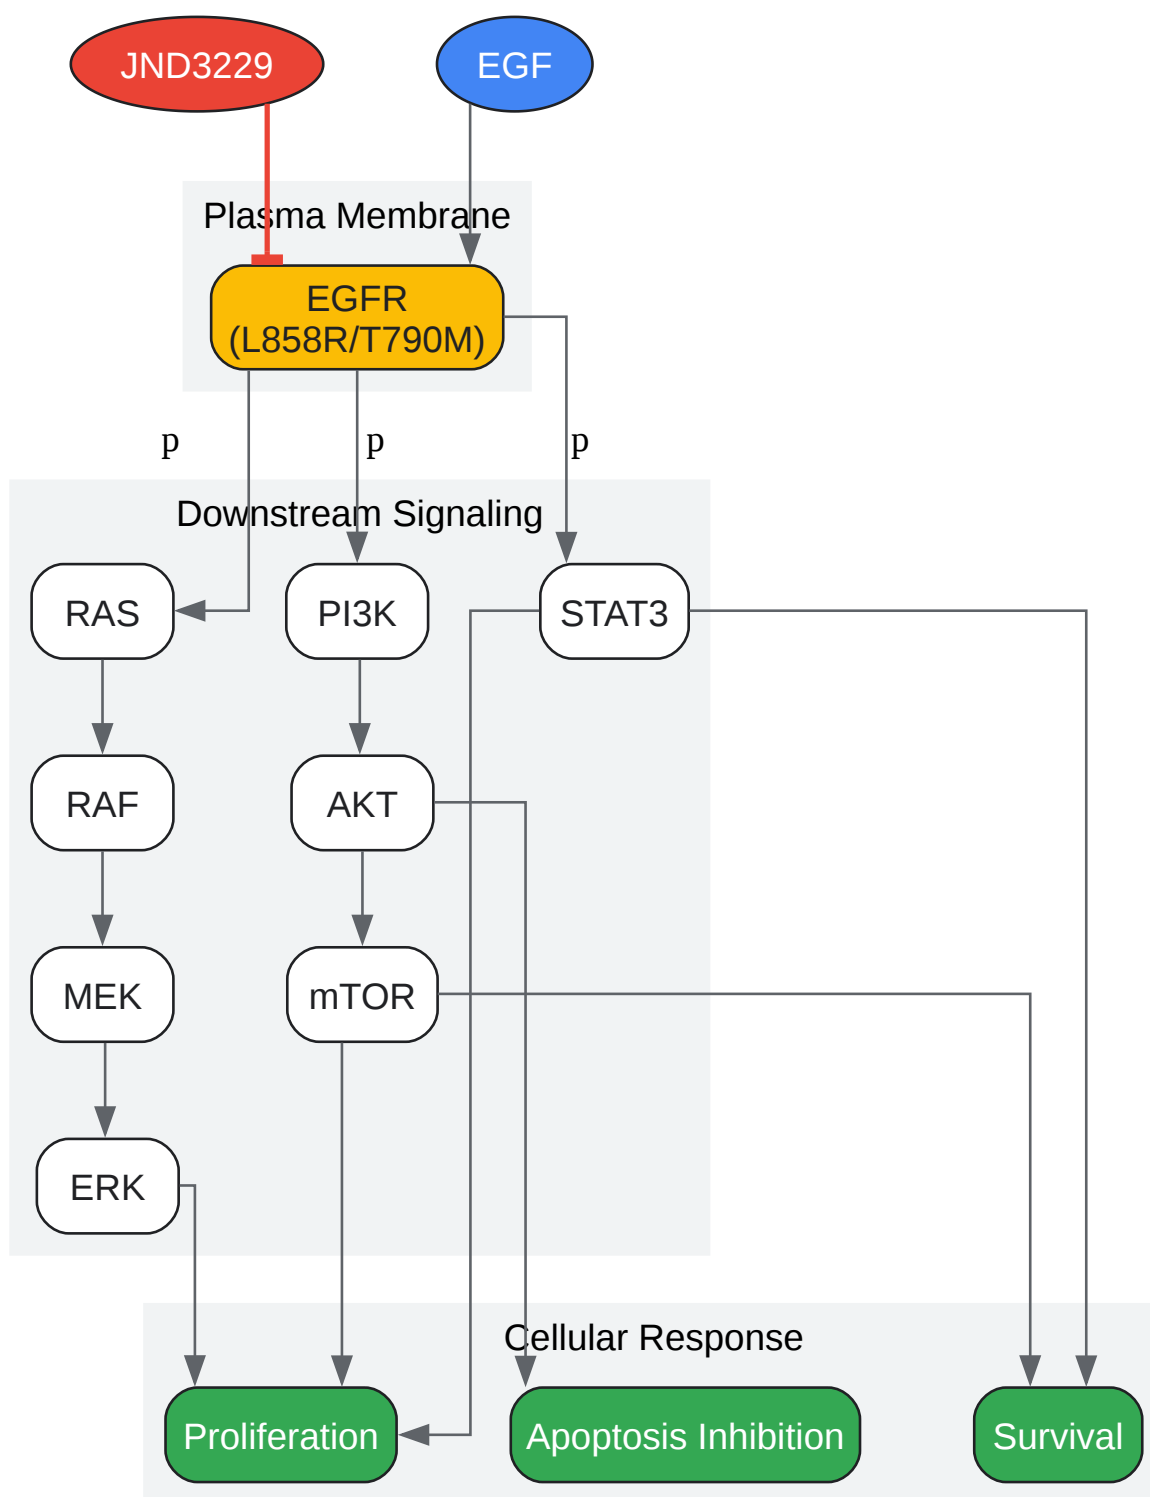 JND3229
EGF
Plasma Membrane
EGFR
(L858R/T790M)
p
p
p
Downstream Signaling
RAS
PI3K
STAT3
RAF
AKT
MEK
mTOR
ERK
Cellular Response
Proliferation
Apoptosis Inhibition
Survival